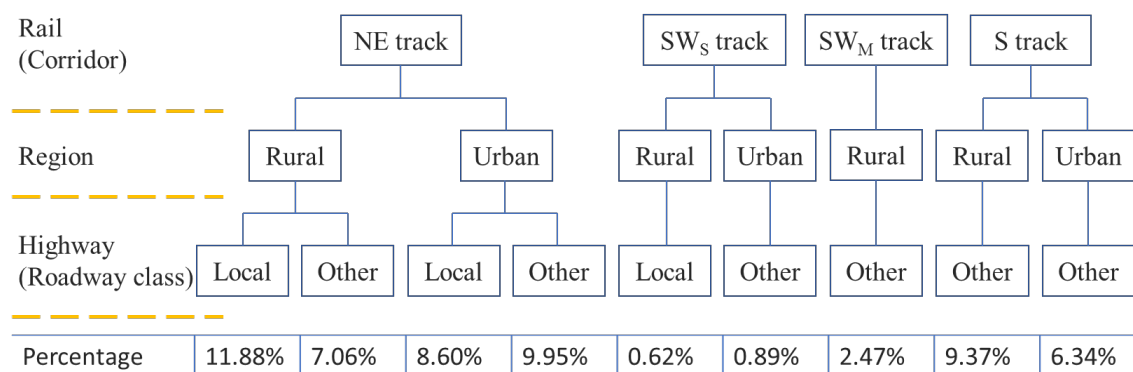 Rail
(Corridor)
NE track
SWS track
SWM track
S track
Region
Rural
Urban
Rural
Urban
Rural
Rural
Urban
Highway
(Roadway class)
Local
Other
Local
Other
Local
Other
Other
Other
Other
Percentage 11.88% 7.06% 8.60% 9.95% 0.62% 0.89% 2.47% 9.37% 6.34%